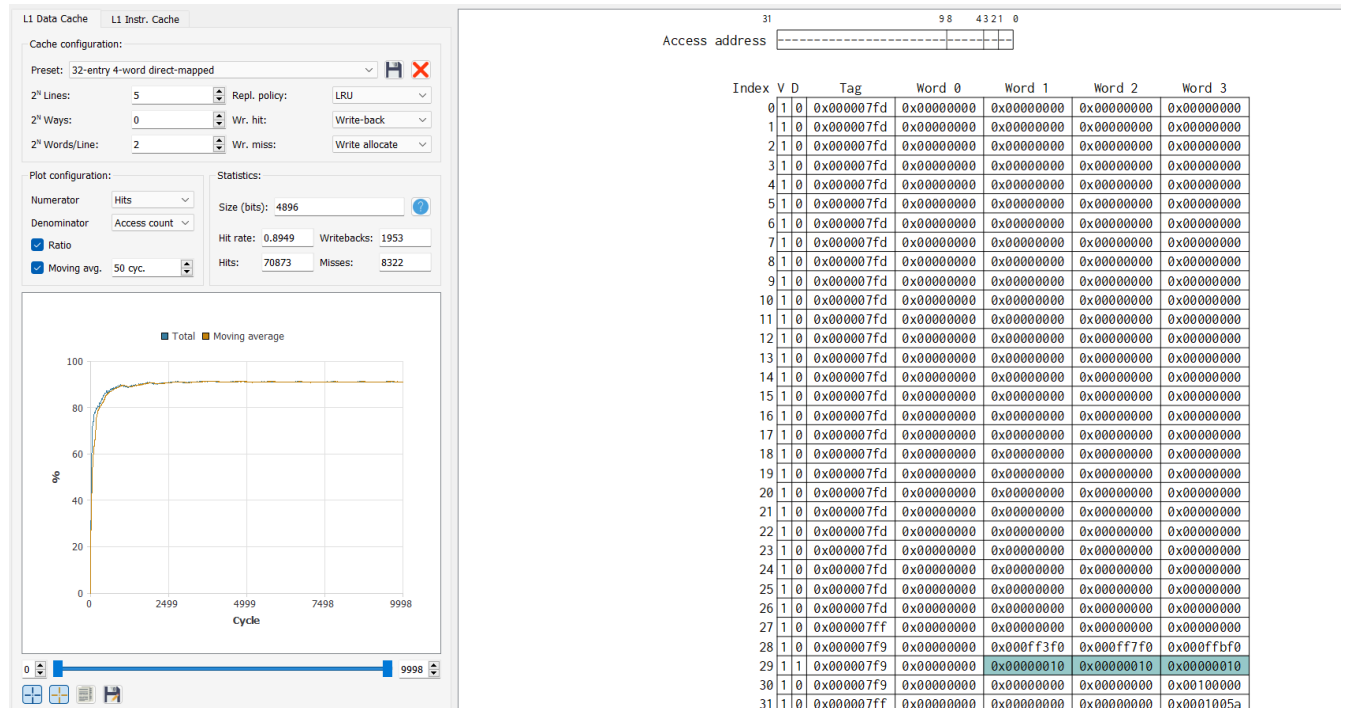 L1 Data Cache L1 Instr. Cache
Cache configuration:
Preset: 32-entry 4-word direct-mapped
2ᴺ Lines: 5 Repl. policy: LRU
2ᴺ Ways: 0 Wr. hit: Write-back
2ᴺ Words/Line: 2 Wr. miss: Write allocate
Plot configuration:
Numerator Hits
Denominator Access count
Ratio
Moving avg. 50 cyc.
Statistics:
Size (bits): 4896 ?
Hit rate: 0.8949 Writebacks: 1953
Hits: 70873 Misses: 8322
Total Moving average
100
80
60
40
20
0
%
0 2499 4999 7498 9998
Cycle
0 9998
31 9 8 4 3 2 1 0
Access address
Index V D Tag Word 0 Word 1 Word 2 Word 3
0 1 0 0x000007fd 0x00000000 0x00000000 0x00000000 0x00000000
1 1 0 0x000007fd 0x00000000 0x00000000 0x00000000 0x00000000
2 1 0 0x000007fd 0x00000000 0x00000000 0x00000000 0x00000000
3 1 0 0x000007fd 0x00000000 0x00000000 0x00000000 0x00000000
4 1 0 0x000007fd 0x00000000 0x00000000 0x00000000 0x00000000
5 1 0 0x000007fd 0x00000000 0x00000000 0x00000000 0x00000000
6 1 0 0x000007fd 0x00000000 0x00000000 0x00000000 0x00000000
7 1 0 0x000007fd 0x00000000 0x00000000 0x00000000 0x00000000
8 1 0 0x000007fd 0x00000000 0x00000000 0x00000000 0x00000000
9 1 0 0x000007fd 0x00000000 0x00000000 0x00000000 0x00000000
10 1 0 0x000007fd 0x00000000 0x00000000 0x00000000 0x00000000
11 1 0 0x000007fd 0x00000000 0x00000000 0x00000000 0x00000000
12 1 0 0x000007fd 0x00000000 0x00000000 0x00000000 0x00000000
13 1 0 0x000007fd 0x00000000 0x00000000 0x00000000 0x00000000
14 1 0 0x000007fd 0x00000000 0x00000000 0x00000000 0x00000000
15 1 0 0x000007fd 0x00000000 0x00000000 0x00000000 0x00000000
16 1 0 0x000007fd 0x00000000 0x00000000 0x00000000 0x00000000
17 1 0 0x000007fd 0x00000000 0x00000000 0x00000000 0x00000000
18 1 0 0x000007fd 0x00000000 0x00000000 0x00000000 0x00000000
19 1 0 0x000007fd 0x00000000 0x00000000 0x00000000 0x00000000
20 1 0 0x000007fd 0x00000000 0x00000000 0x00000000 0x00000000
21 1 0 0x000007fd 0x00000000 0x00000000 0x00000000 0x00000000
22 1 0 0x000007fd 0x00000000 0x00000000 0x00000000 0x00000000
23 1 0 0x000007fd 0x00000000 0x00000000 0x00000000 0x00000000
24 1 0 0x000007fd 0x00000000 0x00000000 0x00000000 0x00000000
25 1 0 0x000007fd 0x00000000 0x00000000 0x00000000 0x00000000
26 1 0 0x000007fd 0x00000000 0x00000000 0x00000000 0x00000000
27 1 0 0x000007ff 0x00000000 0x00000000 0x00000000 0x00000000
28 1 0 0x000007f9 0x00000000 0x000ff3f0 0x000ff7f0 0x000ffbf0
29 1 1 0x000007f9 0x00000000 0x00000010 0x00000010 0x00000010
30 1 0 0x000007f9 0x00000000 0x00000000 0x00000000 0x00100000
31 1 0 0x000007ff 0x00000000 0x00000000 0x00000000 0x0001005a